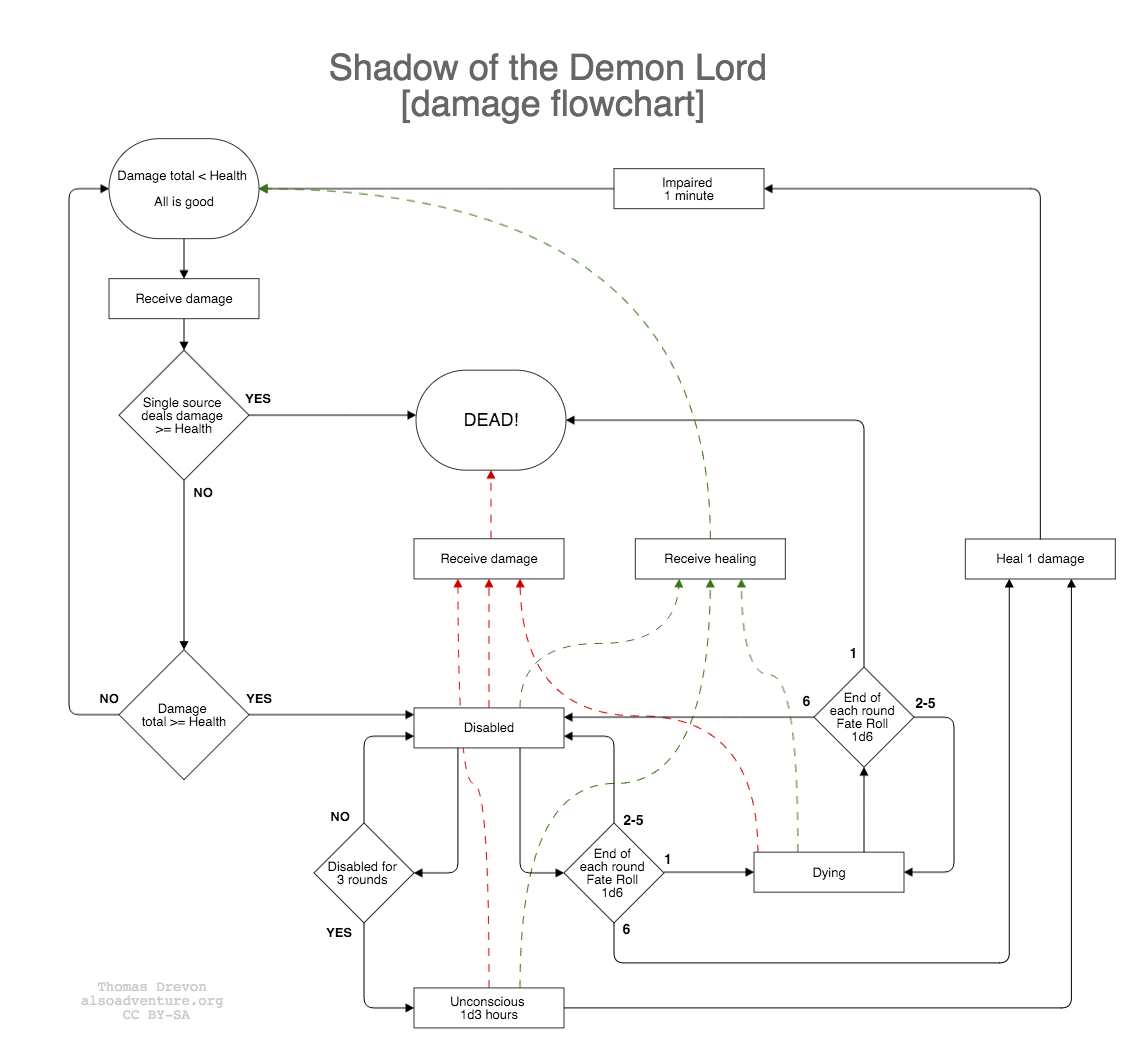 Shadow of the Demon Lord
[damage flowchart]
Damage total < Health
All is good
Impaired
1 minute
Receive damage
Single source
deals damage
>= Health
YES
NO
DEAD!
Receive damage
Receive healing
Heal 1 damage
Damage
total >= Health
NO
YES
Disabled
1
6
End of
each round
Fate Roll
1d6
2-5
NO
Disabled for
3 rounds
YES
2-5
End of
each round
Fate Roll
1d6
1
6
Dying
Unconscious
1d3 hours
Thomas Drevon
alsoadventure.org
CC BY-SA